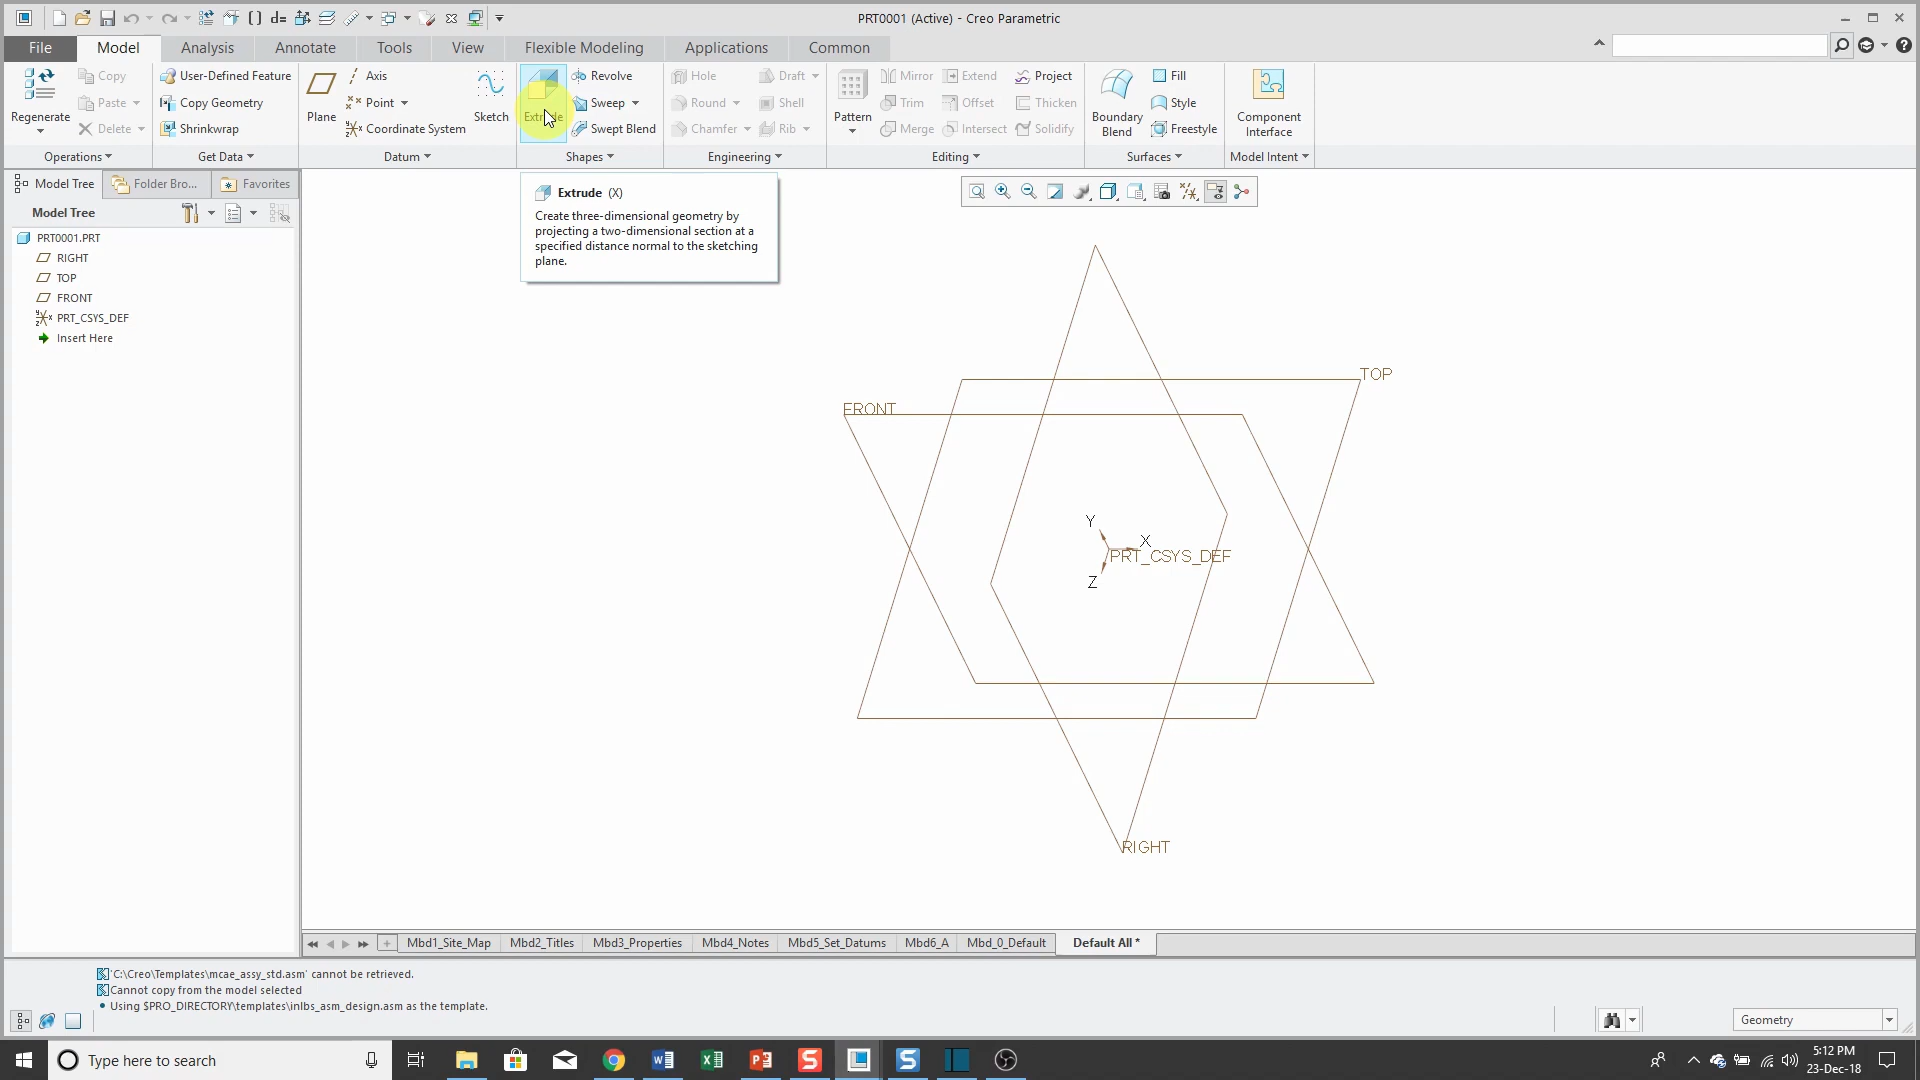 PRT0001 (Active) - Creo Parametric
File Model Analysis Annotate Tools View Flexible Modeling Applications Common
Regenerate
Copy
Paste
Delete
Operations
User-Defined Feature
Copy Geometry
Shrinkwrap
Get Data
Plane
Axis
Point
Coordinate System
Sketch
Datum
Extrude
Revolve
Sweep
Swept Blend
Shapes
Hole
Round
Chamfer
Draft
Shell
Rib
Engineering
Pattern
Mirror
Trim
Merge
Extend
Offset
Intersect
Project
Thicken
Solidify
Editing
Boundary
Blend
Fill
Style
Freestyle
Surfaces
Component
Interface
Model Intent
Model Tree Folder Bro... Favorites
Model Tree
PRT0001.PRT
RIGHT
TOP
FRONT
PRT_CSYS_DEF
Insert Here
Extrude (X)
Create three-dimensional geometry by
projecting a two-dimensional section at a
specified distance normal to the sketching
plane.
TOP
FRONT
Y
X
PRT_CSYS_DEF
Z
RIGHT
Mbd1_Site_Map Mbd2_Titles Mbd3_Properties Mbd4_Notes Mbd5_Set_Datums Mbd6_A Mbd_0_Default Default All *
'C:\Creo\Templates\mcae_assy_std.asm' cannot be retrieved.
Cannot copy from the model selected
• Using $PRO_DIRECTORY\templates\inlbs_asm_design.asm as the template.
Geometry
Type here to search
5:12 PM
23-Dec-18